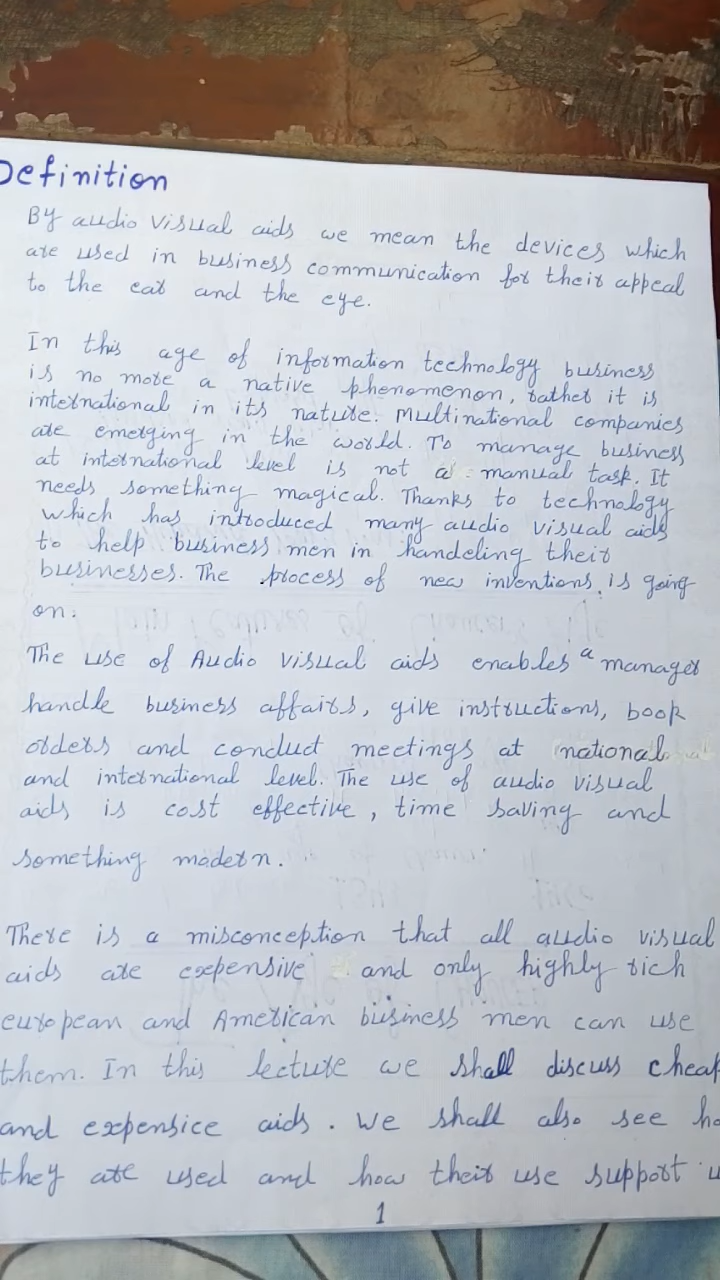 Definition
By audio visual aids we mean the devices which
are used in business communication for their appeal
to the ear and the eye.
In this age of information technology business
is no more a native phenomenon, rather it is
international in its nature. Multinational companies
are emerging in the world. To manage business
at international level is not a manual task. It
needs something magical. Thanks to technology
which has introduced many audio visual aids
to help business men in handeling their
businesses. The process of new inventions is going
on.
The use of Audio visual aids enables a manager
handle business affairs, give instructions, book
orders and conduct meetings at national
and international level. The use of audio visual
aids is cost effective, time saving and
something modern.
There is a misconception that all audio visual
aids are expensive and only highly rich
european and American business men can use
them. In this lecture we shall discuss cheap
and expensice aids. We shall also see
they are used and how their use support
1